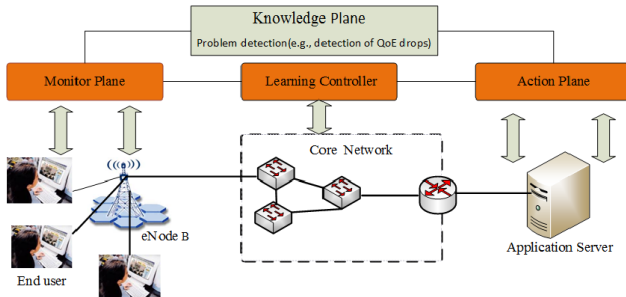 Knowledge Plane
Problem detection(e.g., detection of QoE drops)
Monitor Plane
Learning Controller
Action Plane
Core Network
eNode B
End user
Application Server